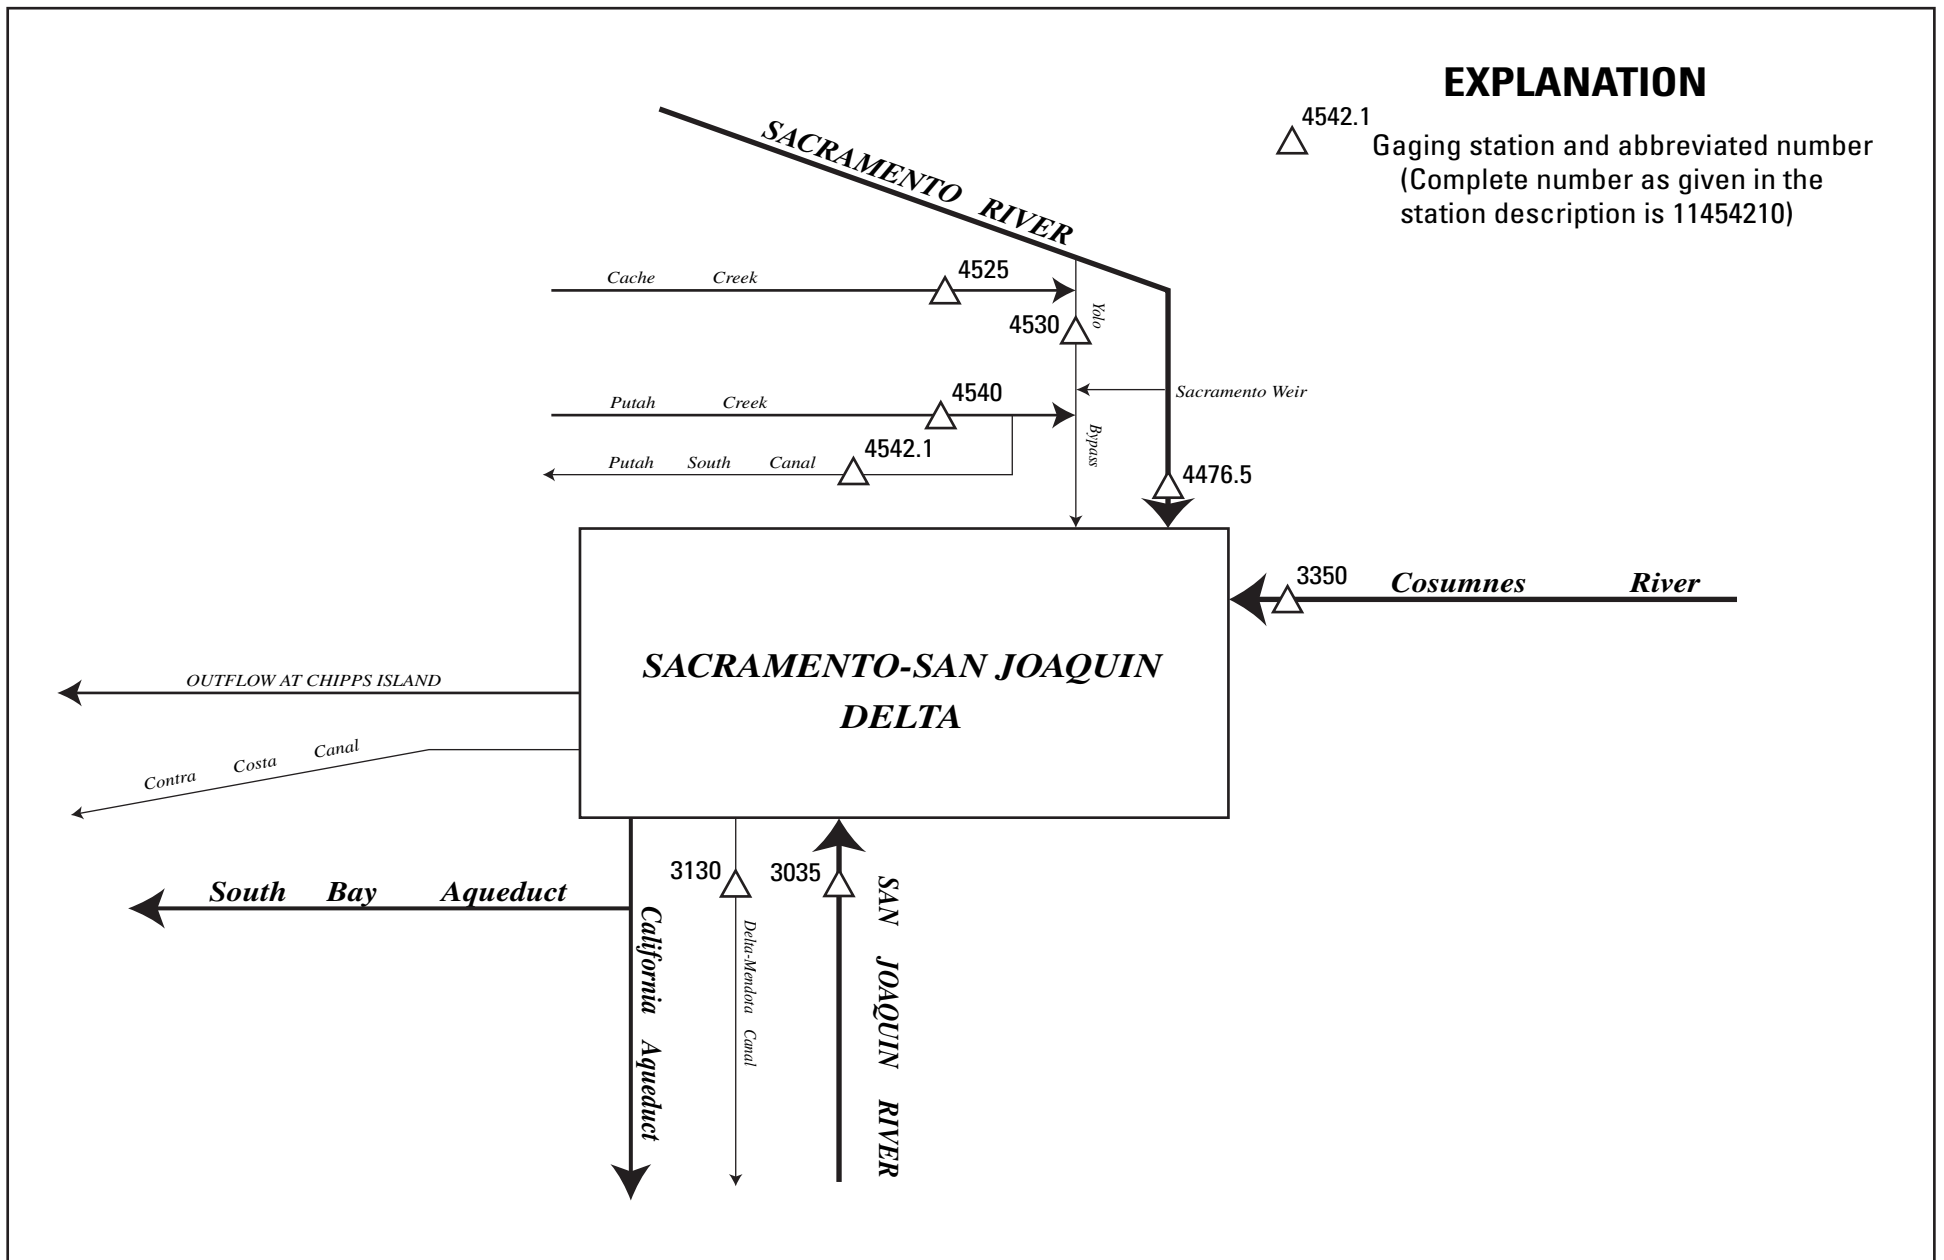 EXPLANATION
4542.1
Gaging station and abbreviated number
(Complete number as given in the
station description is 11454210)
SACRAMENTO RIVER
Cache Creek
4525
4530
Yolo
Bypass
Sacramento Weir
Putah Creek
4540
Putah South Canal
4542.1
4476.5
3350
Cosumnes River
SACRAMENTO-SAN JOAQUIN
DELTA
OUTFLOW AT CHIPPS ISLAND
Contra Costa Canal
South Bay Aqueduct
California Aqueduct
3130
Delta-Mendota Canal
3035
SAN JOAQUIN RIVER